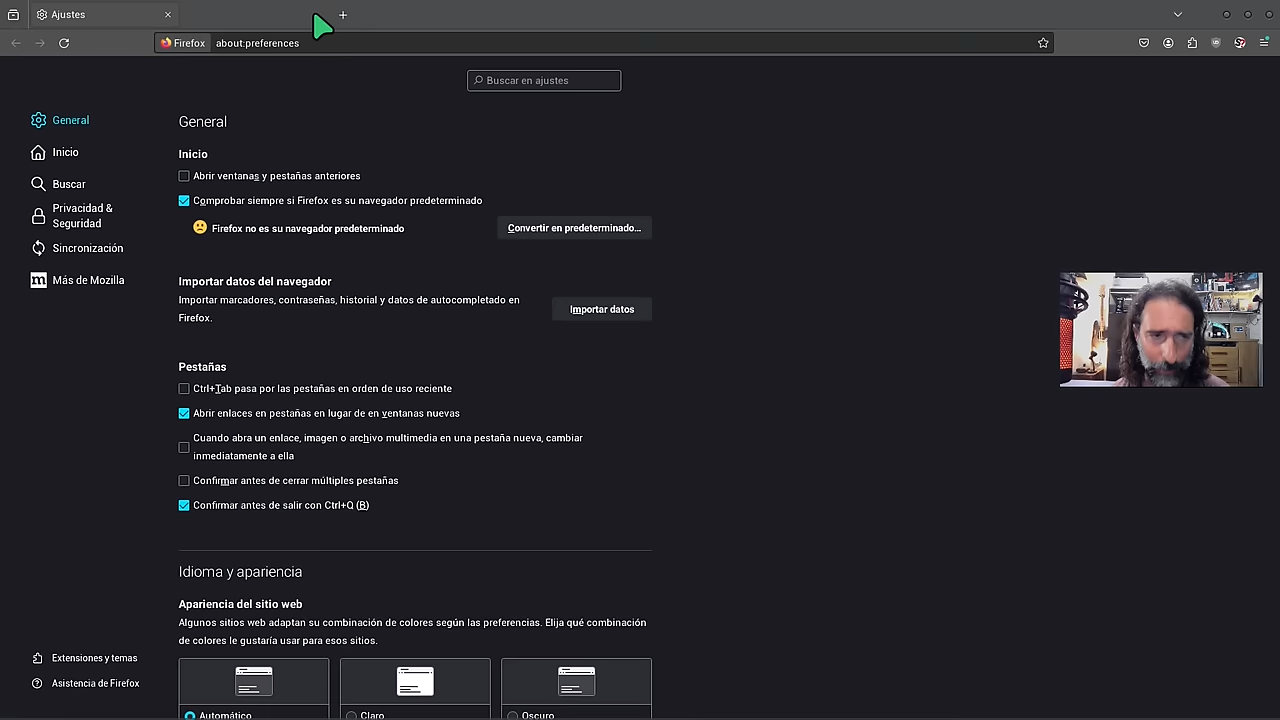 Ajustes
Firefox
about:preferences
Buscar en ajustes
General
Inicio
Buscar
Privacidad &
Seguridad
Sincronización
Más de Mozilla
Extensiones y temas
Asistencia de Firefox
General
Inicio
Abrir ventanas y pestañas anteriores
Comprobar siempre si Firefox es su navegador predeterminado
Firefox no es su navegador predeterminado
Convertir en predeterminado...
Importar datos del navegador
Importar marcadores, contraseñas, historial y datos de autocompletado en
Firefox.
Importar datos
Pestañas
Ctrl+Tab pasa por las pestañas en orden de uso reciente
Abrir enlaces en pestañas en lugar de en ventanas nuevas
Cuando abra un enlace, imagen o archivo multimedia en una pestaña nueva, cambiar
inmediatamente a ella
Confirmar antes de cerrar múltiples pestañas
Confirmar antes de salir con Ctrl+Q (B)
Idioma y apariencia
Apariencia del sitio web
Algunos sitios web adaptan su combinación de colores según las preferencias. Elija qué combinación
de colores le gustaría usar para esos sitios.
Automático
Claro
Oscuro